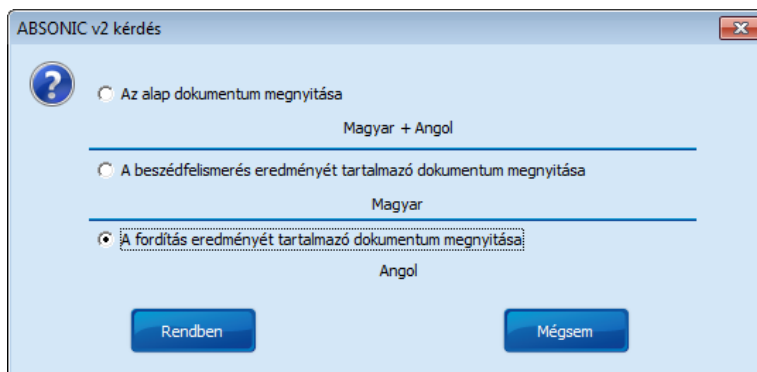 ABSONIC v2 kérdés
Az alap dokumentum megnyitása
Magyar + Angol
A beszédfelismerés eredményét tartalmazó dokumentum megnyitása
Magyar
A fordítás eredményét tartalmazó dokumentum megnyitása
Angol
Rendben
Mégsem